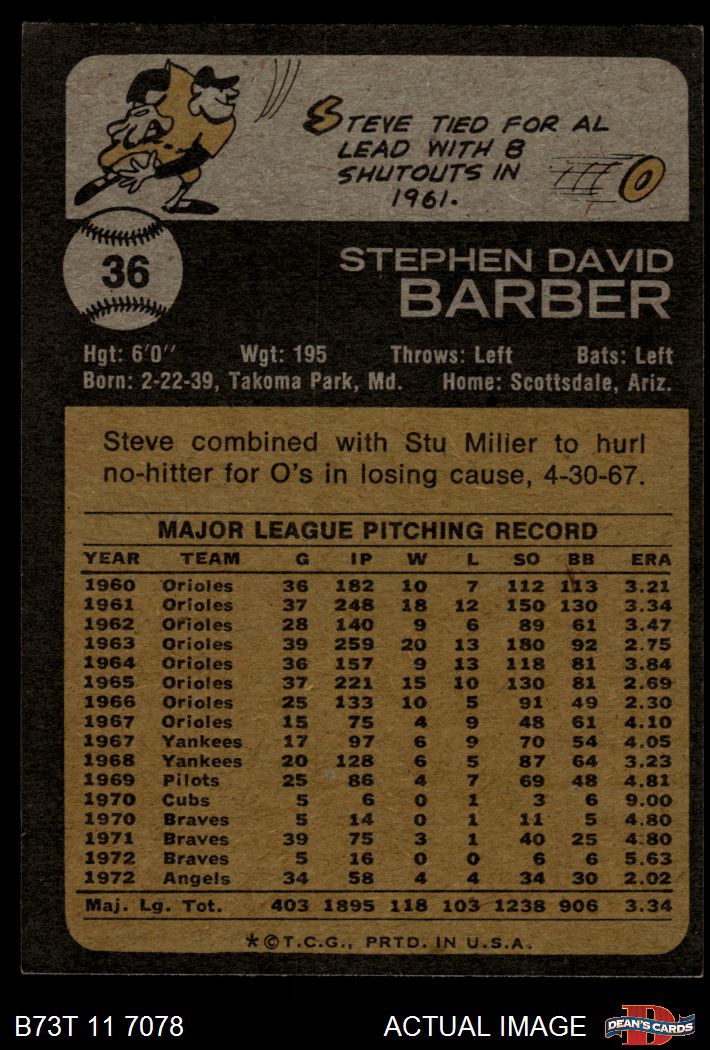 STEVE TIED FOR AL
LEAD WITH 8
SHUTOUTS IN
1961.
36
STEPHEN DAVID
BARBER
Hgt: 6'0" Wgt: 195 Throws: Left Bats: Left
Born: 2-22-39, Takoma Park, Md. Home: Scottsdale, Ariz.
Steve combined with Stu Miller to hurl
no-hitter for O's in losing cause, 4-30-67.
MAJOR LEAGUE PITCHING RECORD
YEAR TEAM G IP W L SO BB ERA
1960 Orioles 36 182 10 7 112 113 3.21
1961 Orioles 37 248 18 12 150 130 3.34
1962 Orioles 28 140 9 6 89 61 3.47
1963 Orioles 39 259 20 13 180 92 2.75
1964 Orioles 36 157 9 13 118 81 3.84
1965 Orioles 37 221 15 10 130 81 2.69
1966 Orioles 25 133 10 5 91 49 2.30
1967 Orioles 15 75 4 9 48 61 4.10
1967 Yankees 17 97 6 9 70 54 4.05
1968 Yankees 20 128 6 5 87 64 3.23
1969 Pilots 25 86 4 7 69 48 4.81
1970 Cubs 5 6 0 1 3 6 9.00
1970 Braves 5 14 0 1 11 5 4.80
1971 Braves 39 75 3 1 40 25 4.80
1972 Braves 5 16 0 0 6 6 5.63
1972 Angels 34 58 4 4 34 30 2.02
Maj. Lg. Tot. 403 1895 118 103 1238 906 3.34
*©T.C.G., PRTD. IN U.S.A.
B73T 11 7078 ACTUAL IMAGE D DEAN'S CARDS